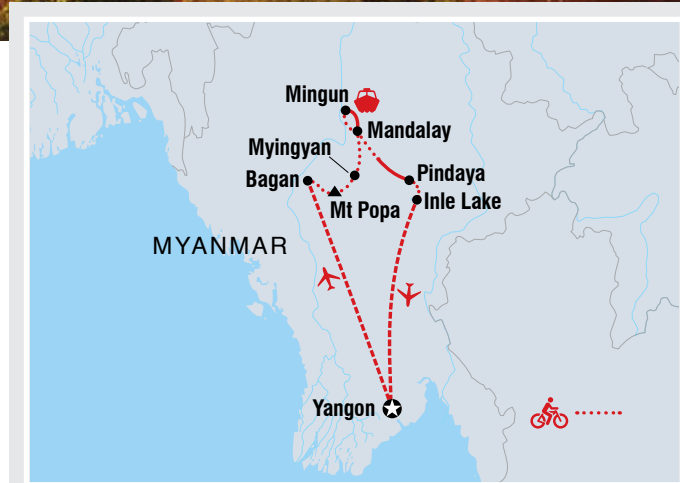 Mingun
Mandalay
Myingyan
Pindaya
Bagan
Mt Popa
Inle Lake
MYANMAR
Yangon